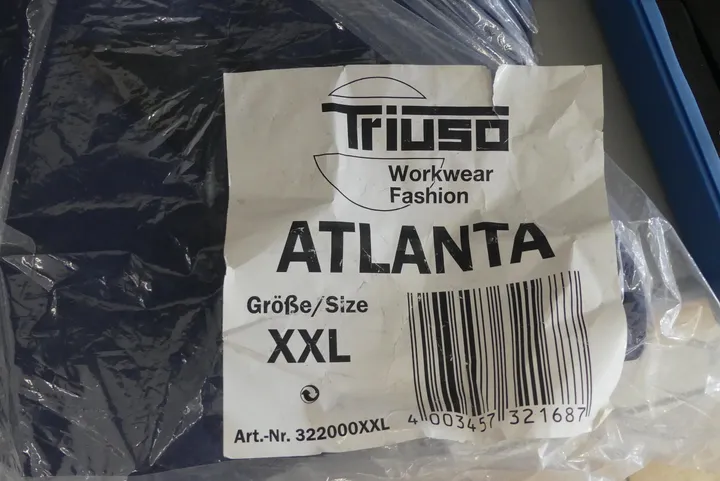 Triuso
Workwear
Fashion
ATLANTA
Größe/Size
XXL
Art.-Nr. 322000XXL
4 003457 321687